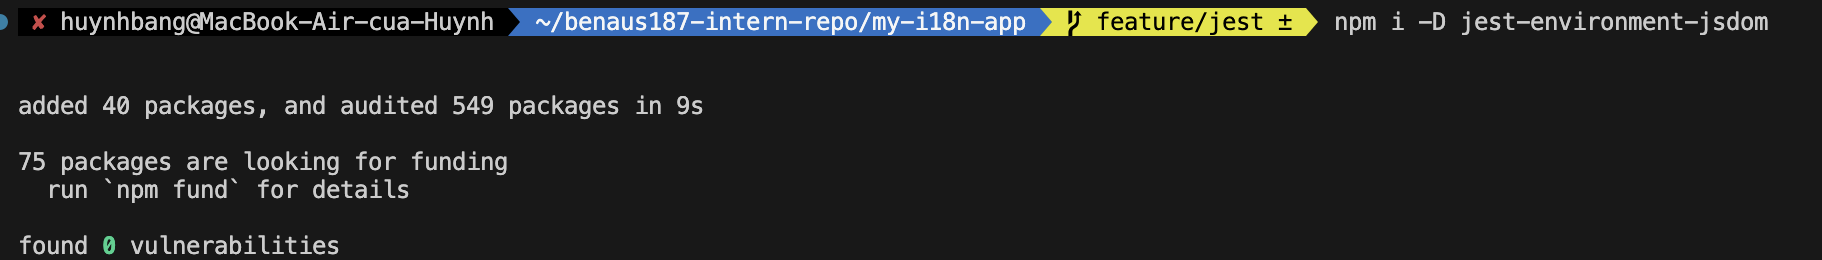 ✘ huynhbang@MacBook-Air-cua-Huynh ~/benaus187-intern-repo/my-i18n-app feature/jest ± npm i -D jest-environment-jsdom
added 40 packages, and audited 549 packages in 9s
75 packages are looking for funding
  run `npm fund` for details
found 0 vulnerabilities